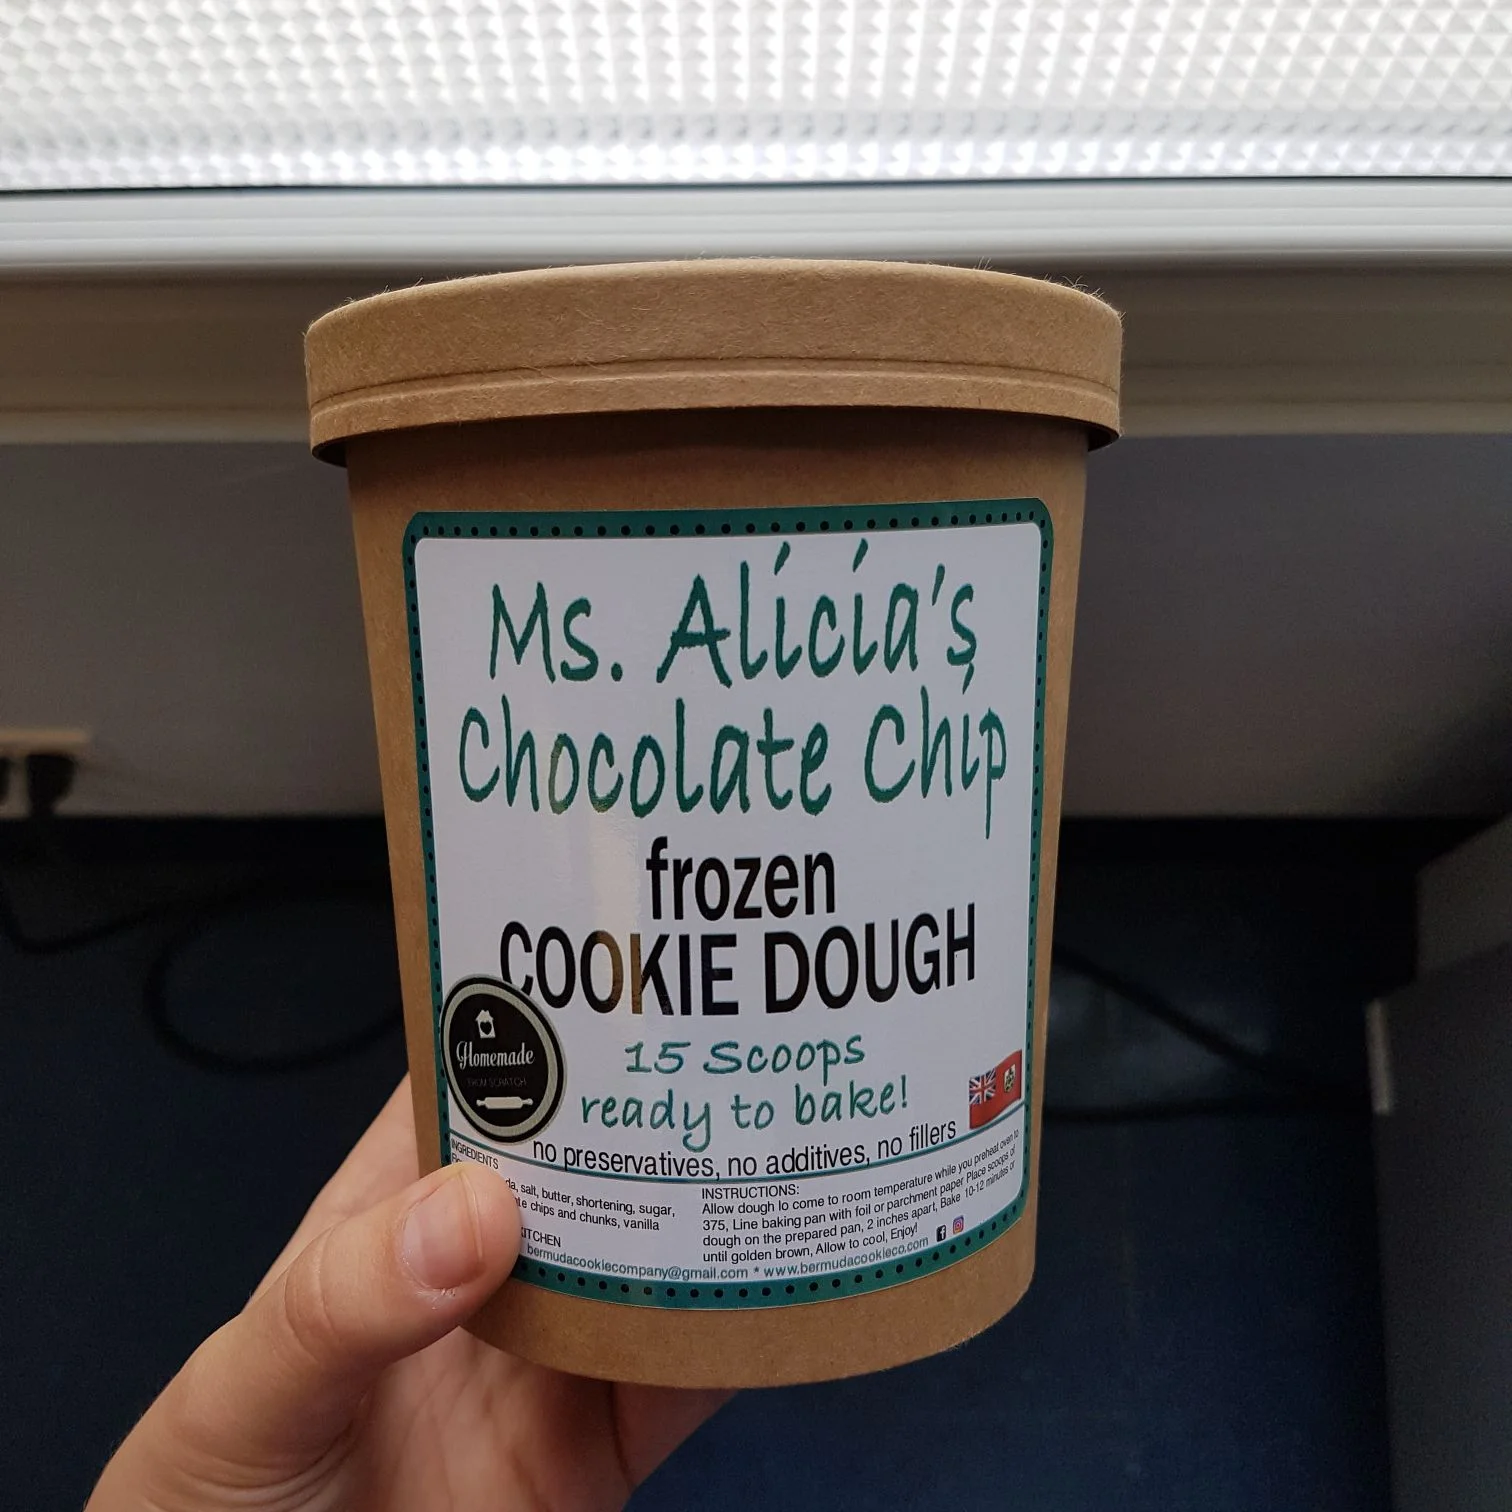 Ms. Alicia's
Chocolate Chip
frozen
COOKIE DOUGH
15 Scoops
ready to bake!
Homemade
FROM SCRATCH
no preservatives, no additives, no fillers
INGREDIENTS
salt, butter, shortening, sugar,
chips and chunks, vanilla
bermudacookiecompany@gmail.com * www.bermudacookieco.com
INSTRUCTIONS:
Allow dough to come to room temperature while you preheat oven to
375, Line baking pan with foil or parchment paper Place scoops of
dough on the prepared pan, 2 inches apart, Bake 10-12 minutes or
until golden brown, Allow to cool, Enjoy!